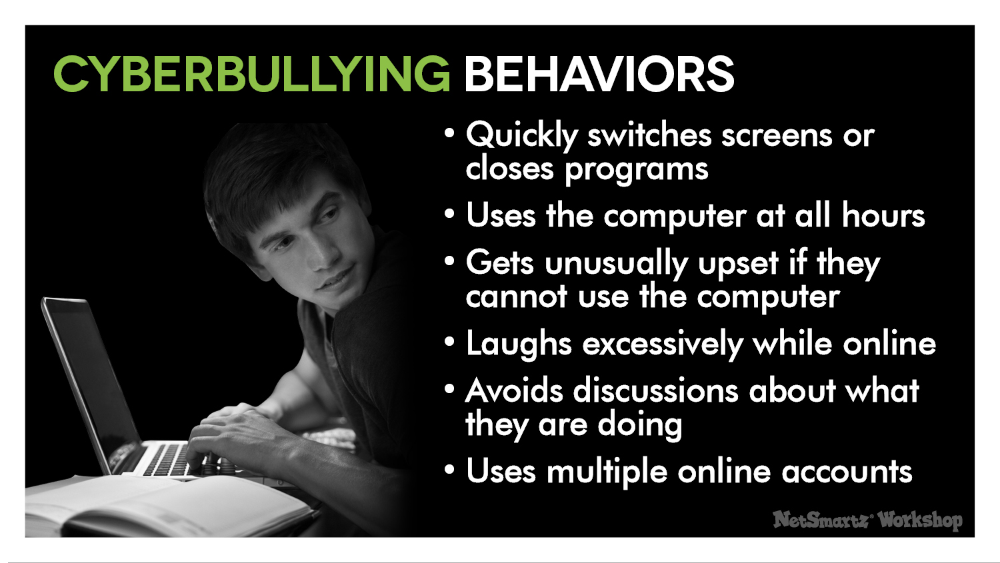 CYBERBULLYING BEHAVIORS
• Quickly switches screens or
closes programs
• Uses the computer at all hours
• Gets unusually upset if they
cannot use the computer
• Laughs excessively while online
• Avoids discussions about what
they are doing
• Uses multiple online accounts
NetSmartz® Workshop